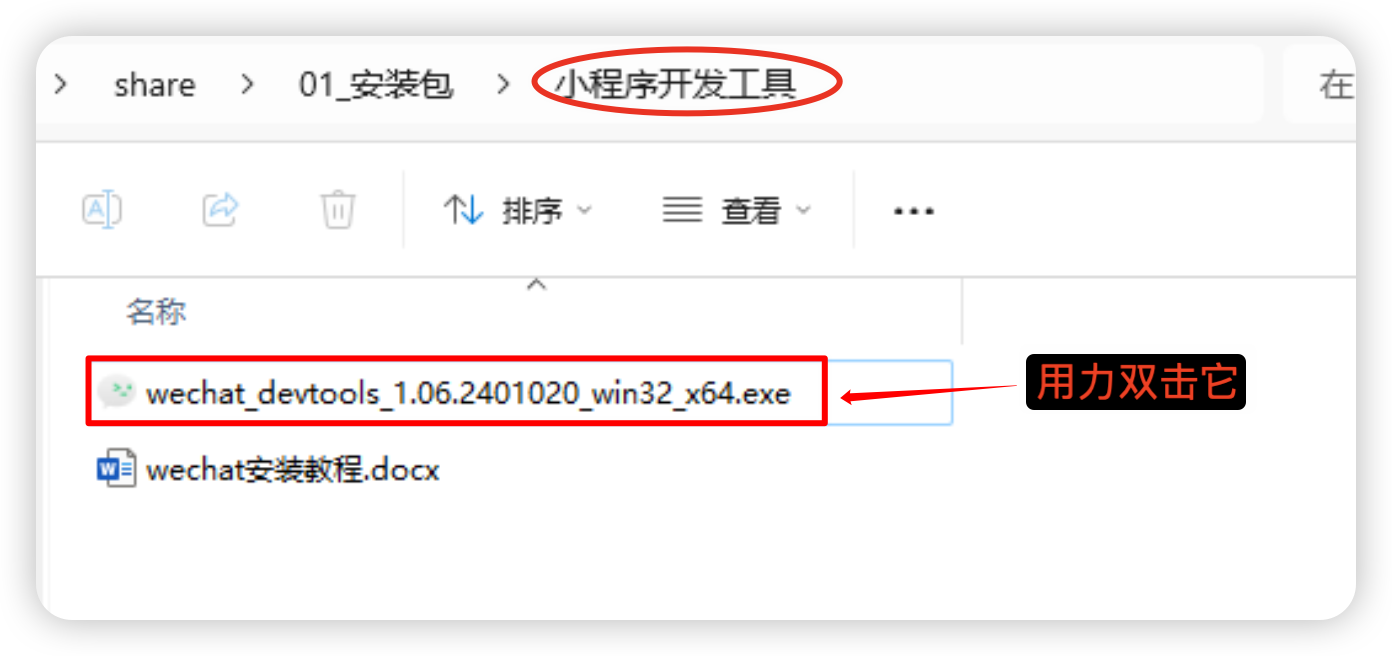 share > 01_安装包 > 小程序开发工具
在
排序 查看
名称
wechat_devtools_1.06.2401020_win32_x64.exe
用力双击它
wechat安装教程.docx